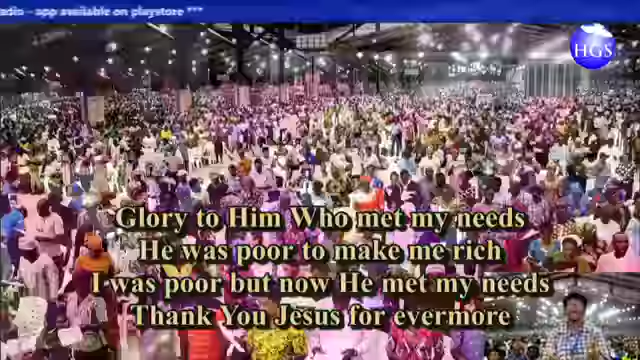 adio - app available on playstore ***
HGS
Glory to Him Who met my needs
He was poor to make me rich
I was poor but now He met my needs
Thank You Jesus for evermore